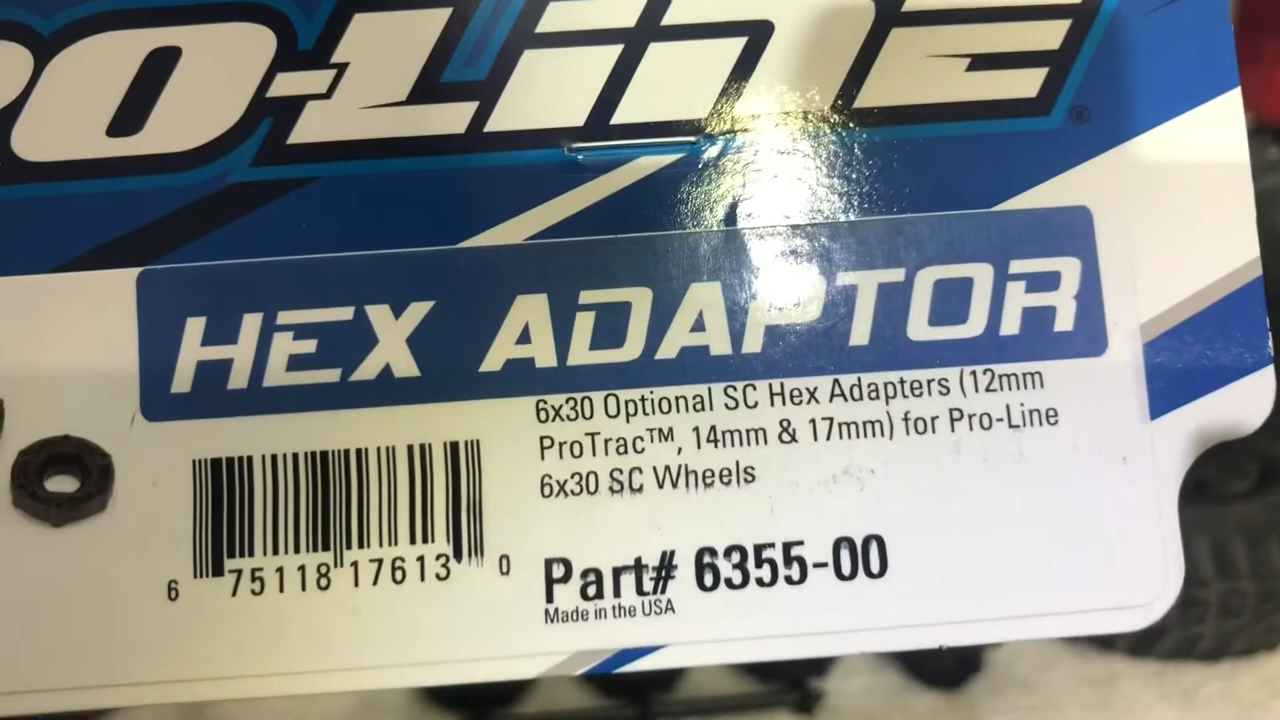 RO-LINE®
HEX ADAPTOR
6x30 Optional SC Hex Adapters (12mm
ProTrac™, 14mm & 17mm) for Pro-Line
6x30 SC Wheels
6 75118 17613 0
Part# 6355-00
Made in the USA